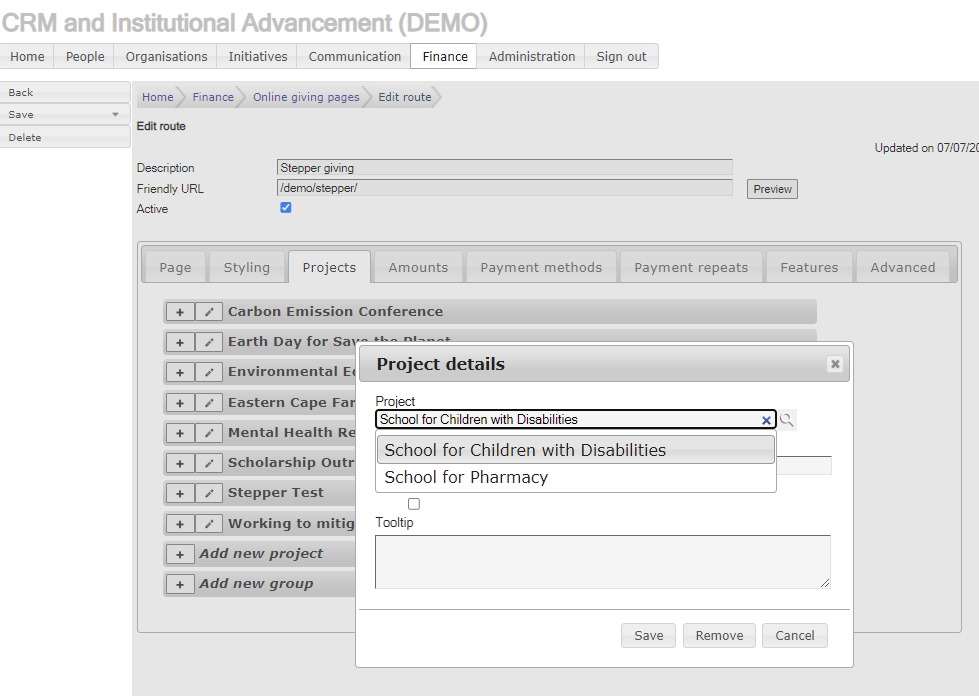 CRM and Institutional Advancement (DEMO)
Home People Organisations Initiatives Communication Finance Administration Sign out
Back
Save
Delete
Home Finance Online giving pages Edit route
Edit route
Updated on 07/07/20
Description Stepper giving
Friendly URL /demo/stepper/ Preview
Active
Page Styling Projects Amounts Payment methods Payment repeats Features Advanced
+ Carbon Emission Conference
+ Earth Day for Save the Planet
+ Environmental
+ Eastern Cape
+ Mental Health
+ Scholarship
+ Stepper Test
+ Working to
+ Add new project
+ Add new group
Project details
Project
School for Children with Disabilities
School for Children with Disabilities
School for Pharmacy
Tooltip
Save Remove Cancel